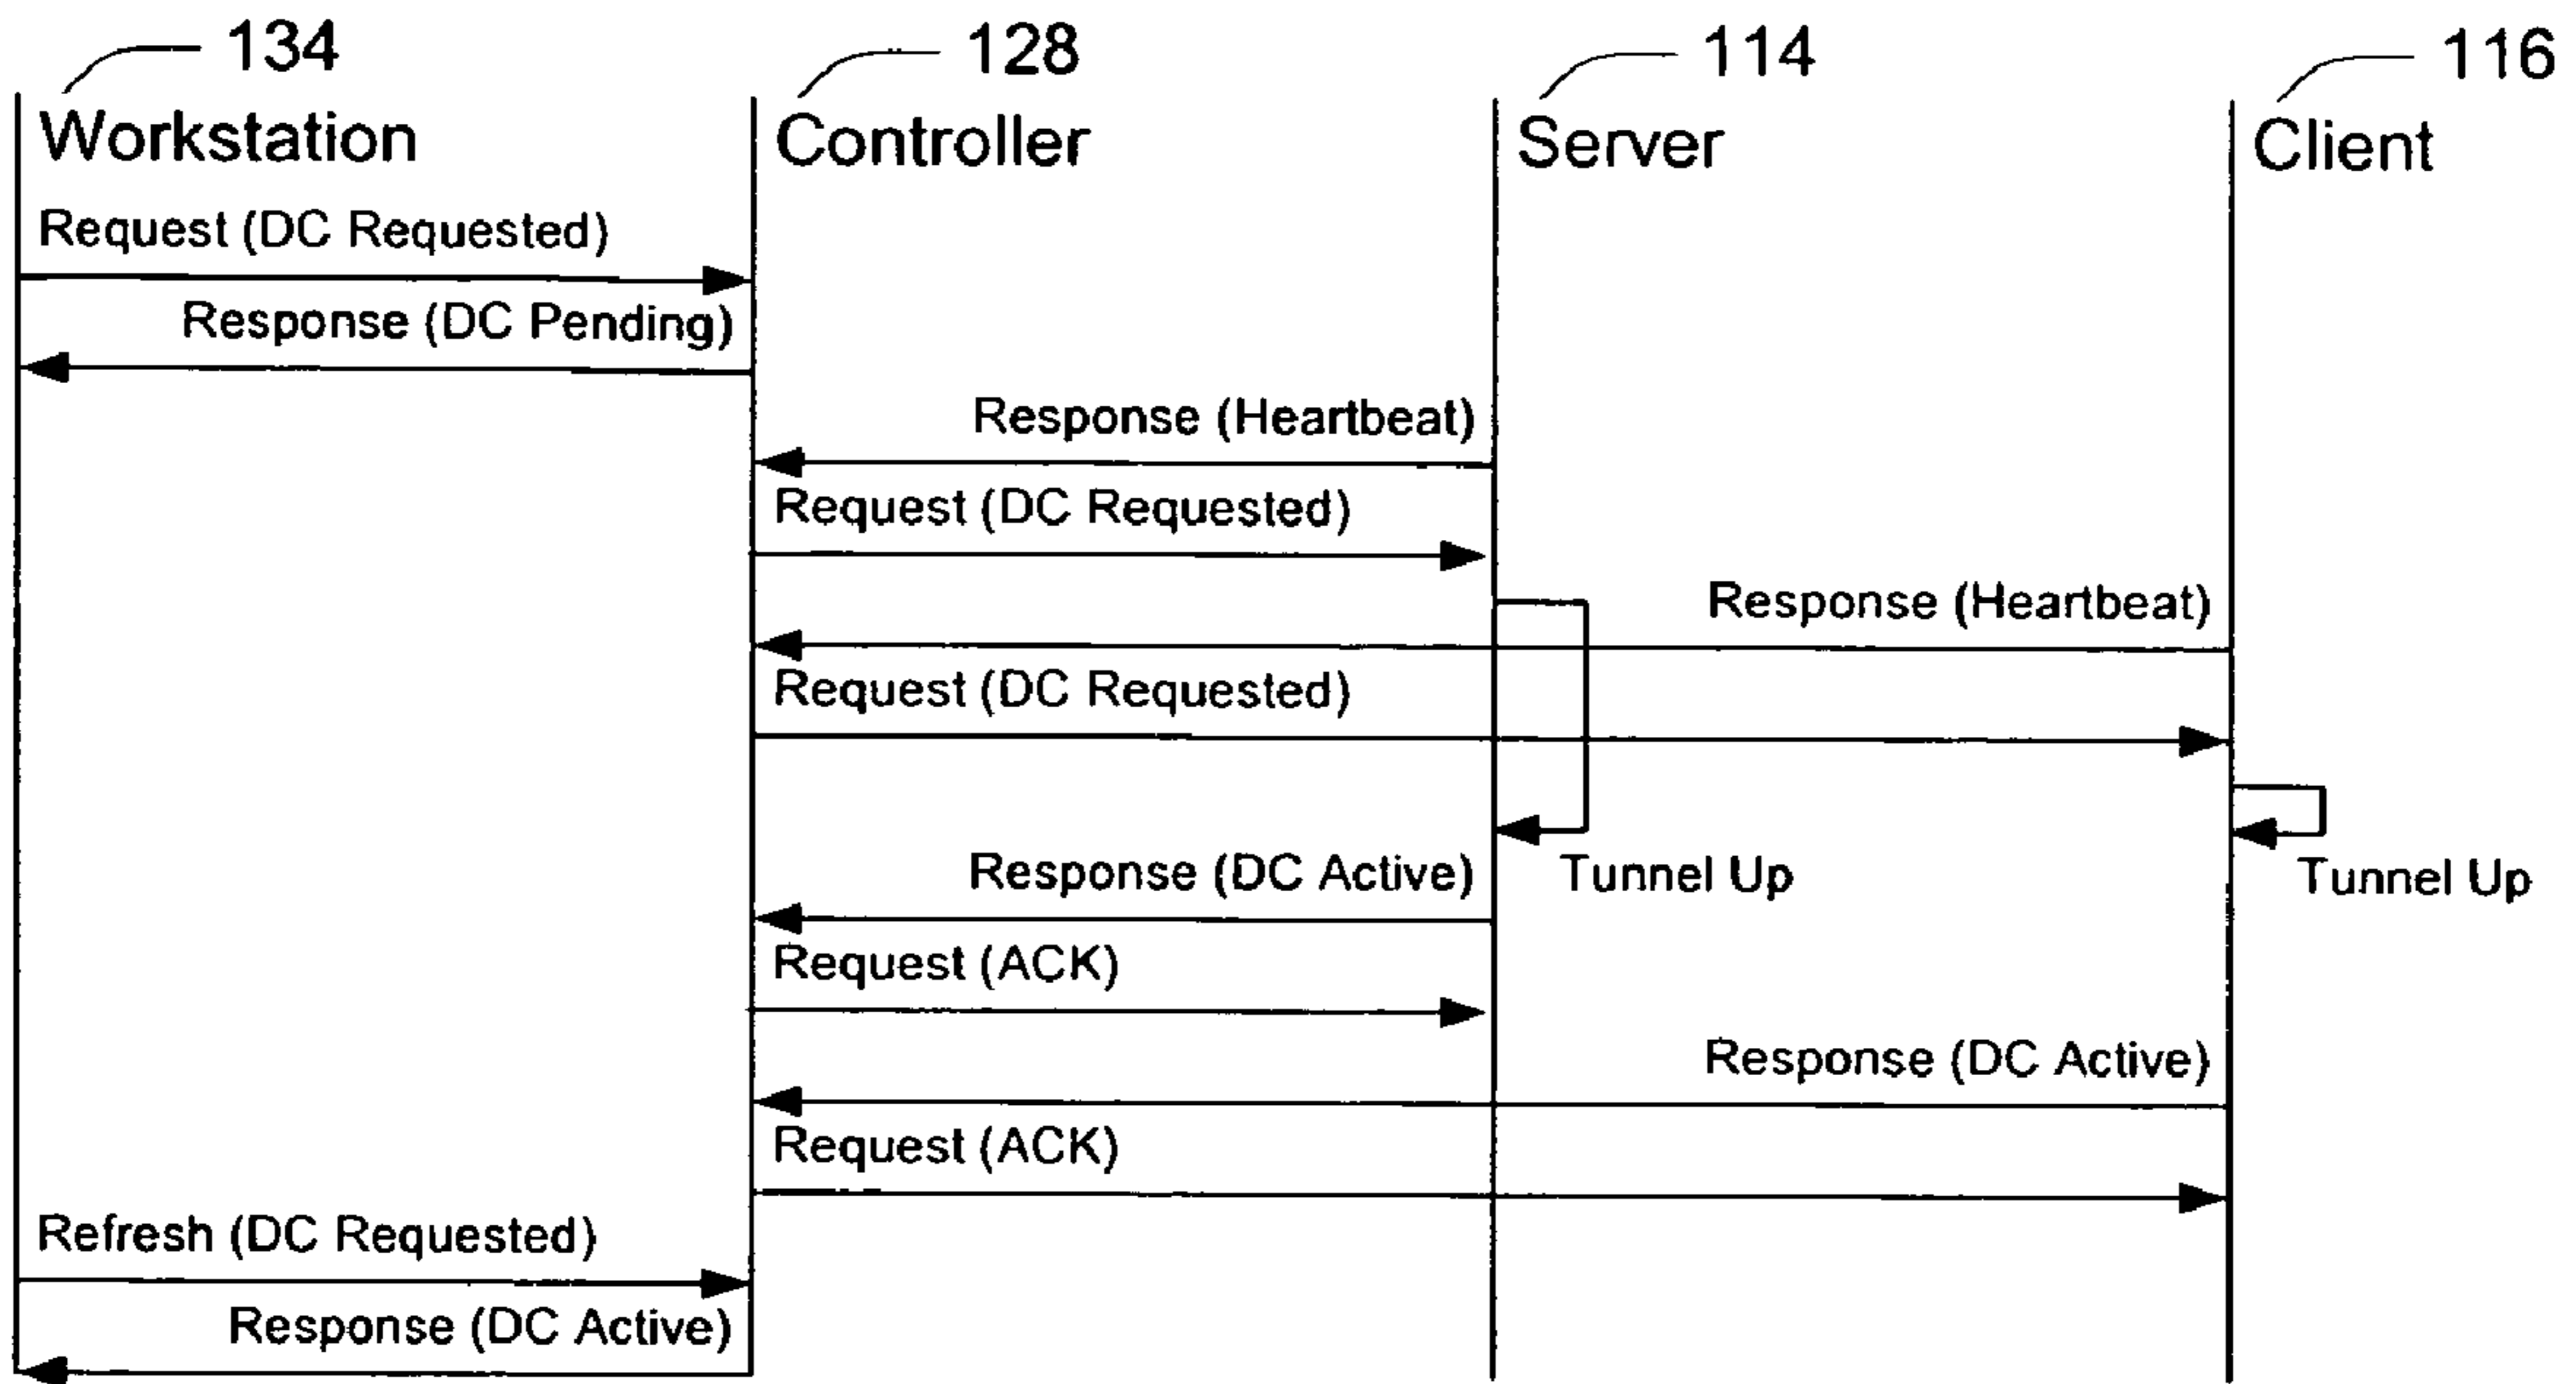 134
128
114
116
Workstation
Controller
Server
Client
Request (DC Requested)
Response (DC Pending)
Response (Heartbeat)
Request (DC Requested)
Response (Heartbeat)
Request (DC Requested)
Response (DC Active)
Tunnel Up
Tunnel Up
Request (ACK)
Response (DC Active)
Request (ACK)
Refresh (DC Requested)
Response (DC Active)